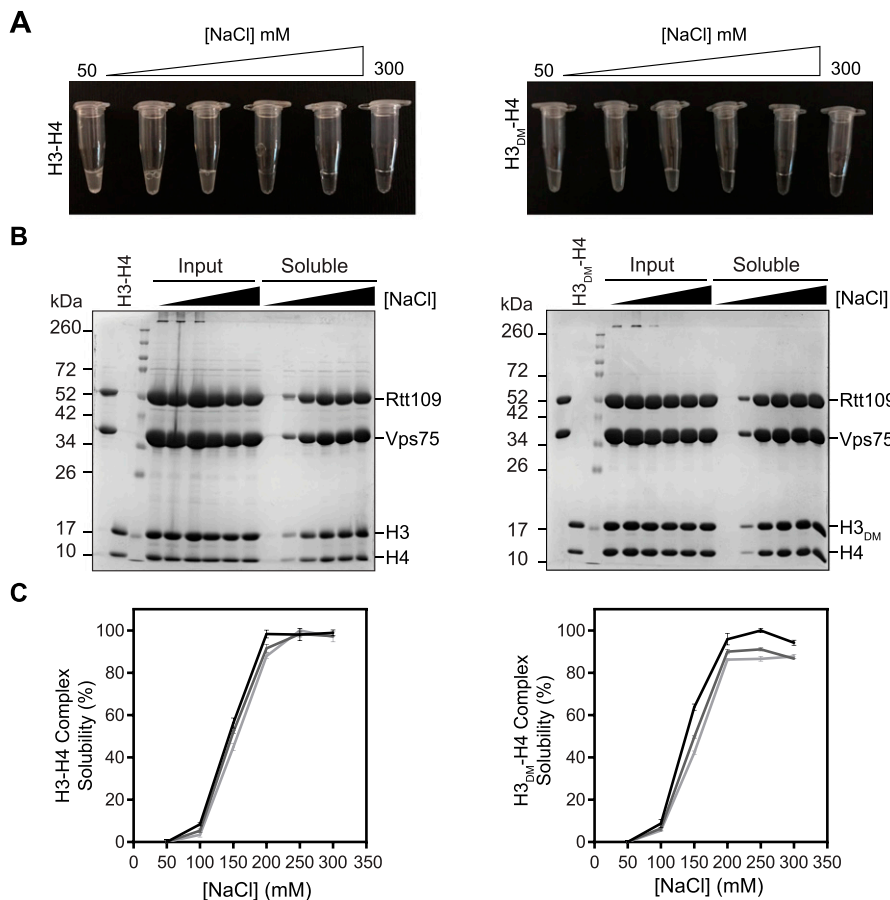 A
[NaCl] mM
50
300
H3-H4
[NaCl] mM
50
300
H3DM-H4
B
H3-H4
Input
Soluble
kDa
[NaCl]
260
72
52
42
34
26
17
10
Rtt109
Vps75
H3
H4
H3DM-H4
Input
Soluble
kDa
[NaCl]
260
72
52
42
34
26
17
10
Rtt109
Vps75
H3DM
H4
C
H3-H4 Complex
Solubility (%)
100
80
60
40
20
0
0 50 100 150 200 250 300 350
[NaCl] (mM)
H3DM-H4 Complex
Solubility (%)
100
80
60
40
20
0
0 50 100 150 200 250 300 350
[NaCl] (mM)